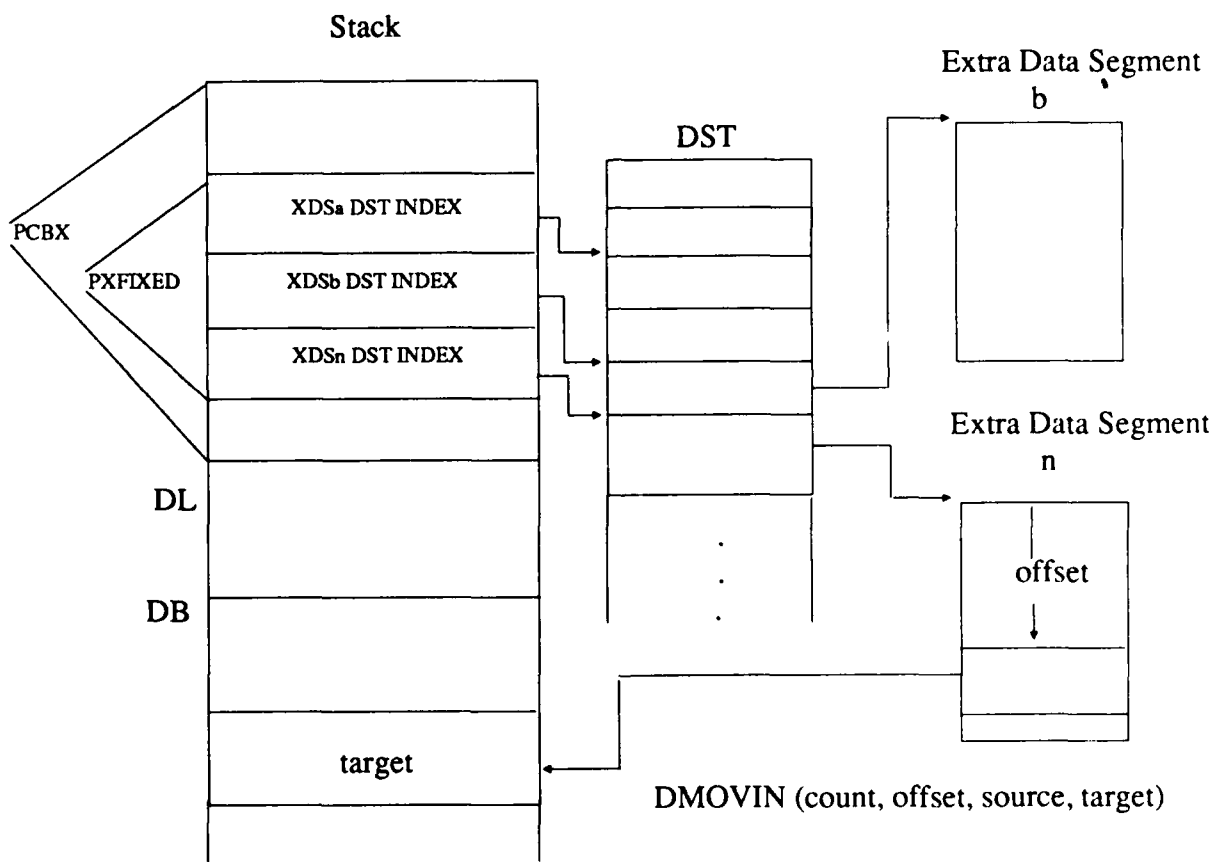 Stack
Extra Data Segment
b
DST
XDSa DST INDEX
PCBX
PXFIXED
XDSb DST INDEX
XDSn DST INDEX
Extra Data Segment
n
DL
offset
DB
target
DMOVIN (count, offset, source, target)